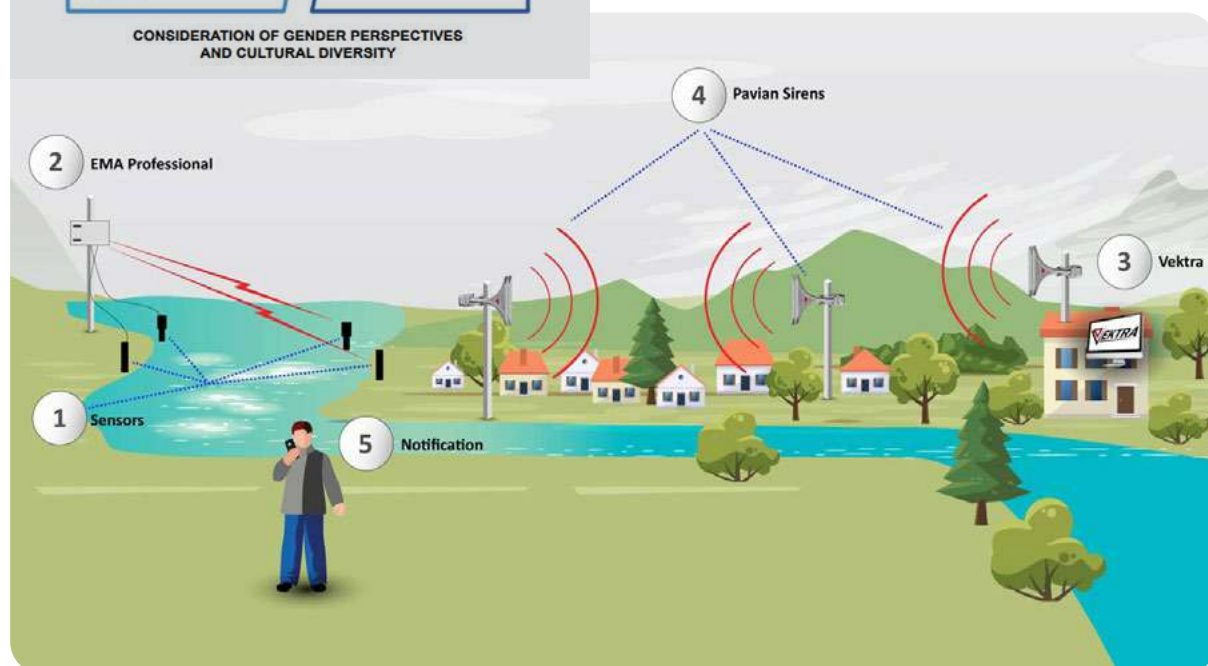 CONSIDERATION OF GENDER PERSPECTIVES
AND CULTURAL DIVERSITY
4 Pavian Sirens
2 EMA Professional
3 Vektra
VEKTRA
1 Sensors
5 Notification